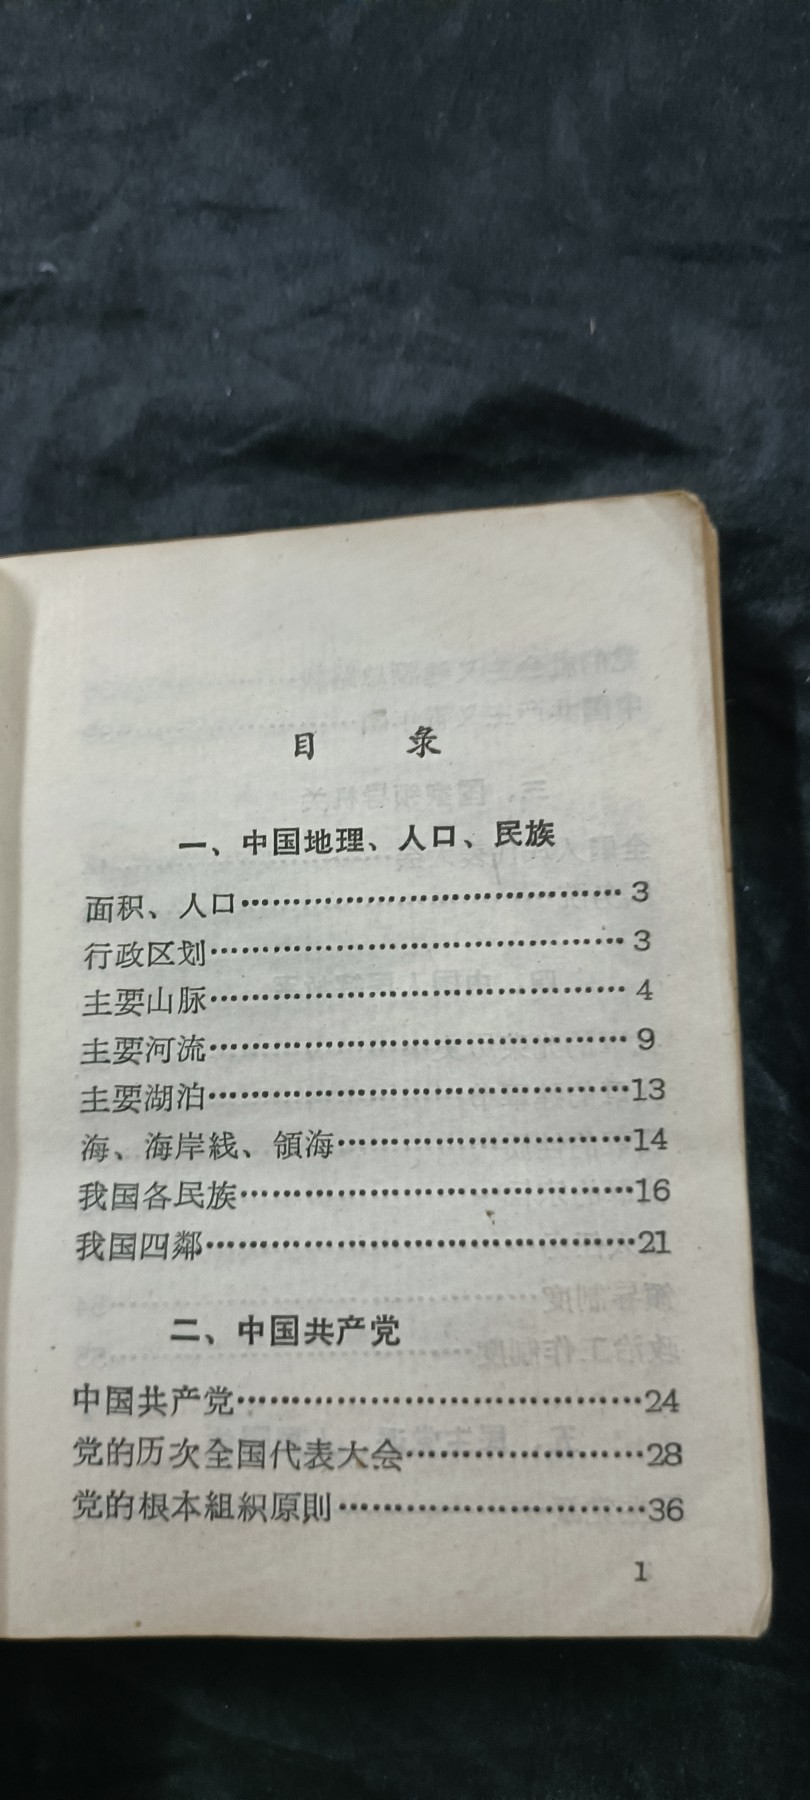 目 录
一、中国地理、人口、民族
面积、人口……………………………… 3
行政区划……………………………… 3
主要山脉……………………………… 4
主要河流……………………………… 9
主要湖泊………………………………13
海、海岸綫、領海………………………14
我国各民族……………………………16
我国四鄰………………………………21
二、中国共产党
中国共产党……………………………24
党的历次全国代表大会…………………28
党的根本組織原則………………………36
1